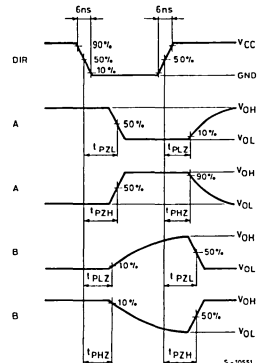 6ns 6ns
90% VCC
DIR 50% 50%
10% GND
VOH
A 50%
10% VOL
tPZL tPLZ
VOH
90%
A 50%
VOL
tPZH tPHZ
VOH
B 50%
10% VOL
tPLZ tPZL
10% VOH
B 50%
VOL
tPHZ tPZH
S-10551